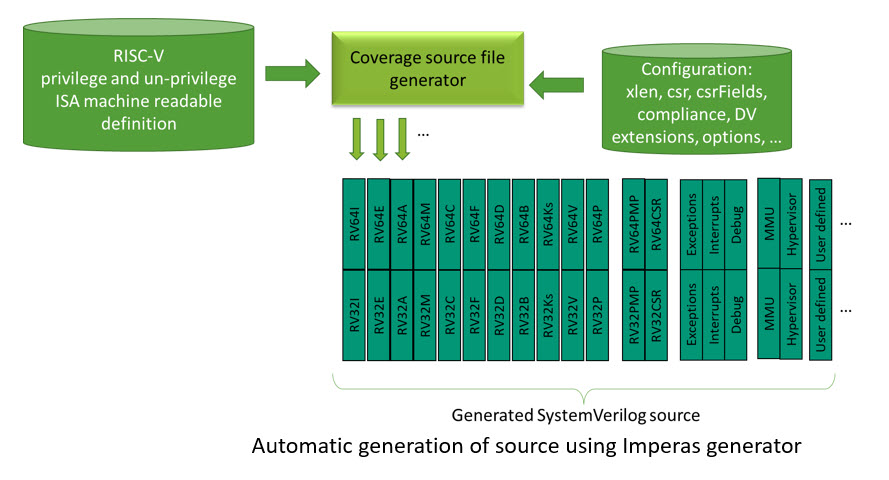 RISC-V
privilege and un-privilege
ISA machine readable
definition
Coverage source file
generator
Configuration:
xlen, csr, csrFields,
compliance, DV
extensions, options, ...
...
RV64I
RV64E
RV64A
RV64M
RV64C
RV64F
RV64D
RV64B
RV64Ks
RV64V
RV64P
RV64PMP
RV64CSR
Exceptions
Interrupts
Debug
MMU
Hypervisor
User defined
...
RV32I
RV32E
RV32A
RV32M
RV32C
RV32F
RV32D
RV32B
RV32Ks
RV32V
RV32P
RV32PMP
RV32CSR
Exceptions
Interrupts
Debug
MMU
Hypervisor
User defined
...
Generated SystemVerilog source
Automatic generation of source using Imperas generator